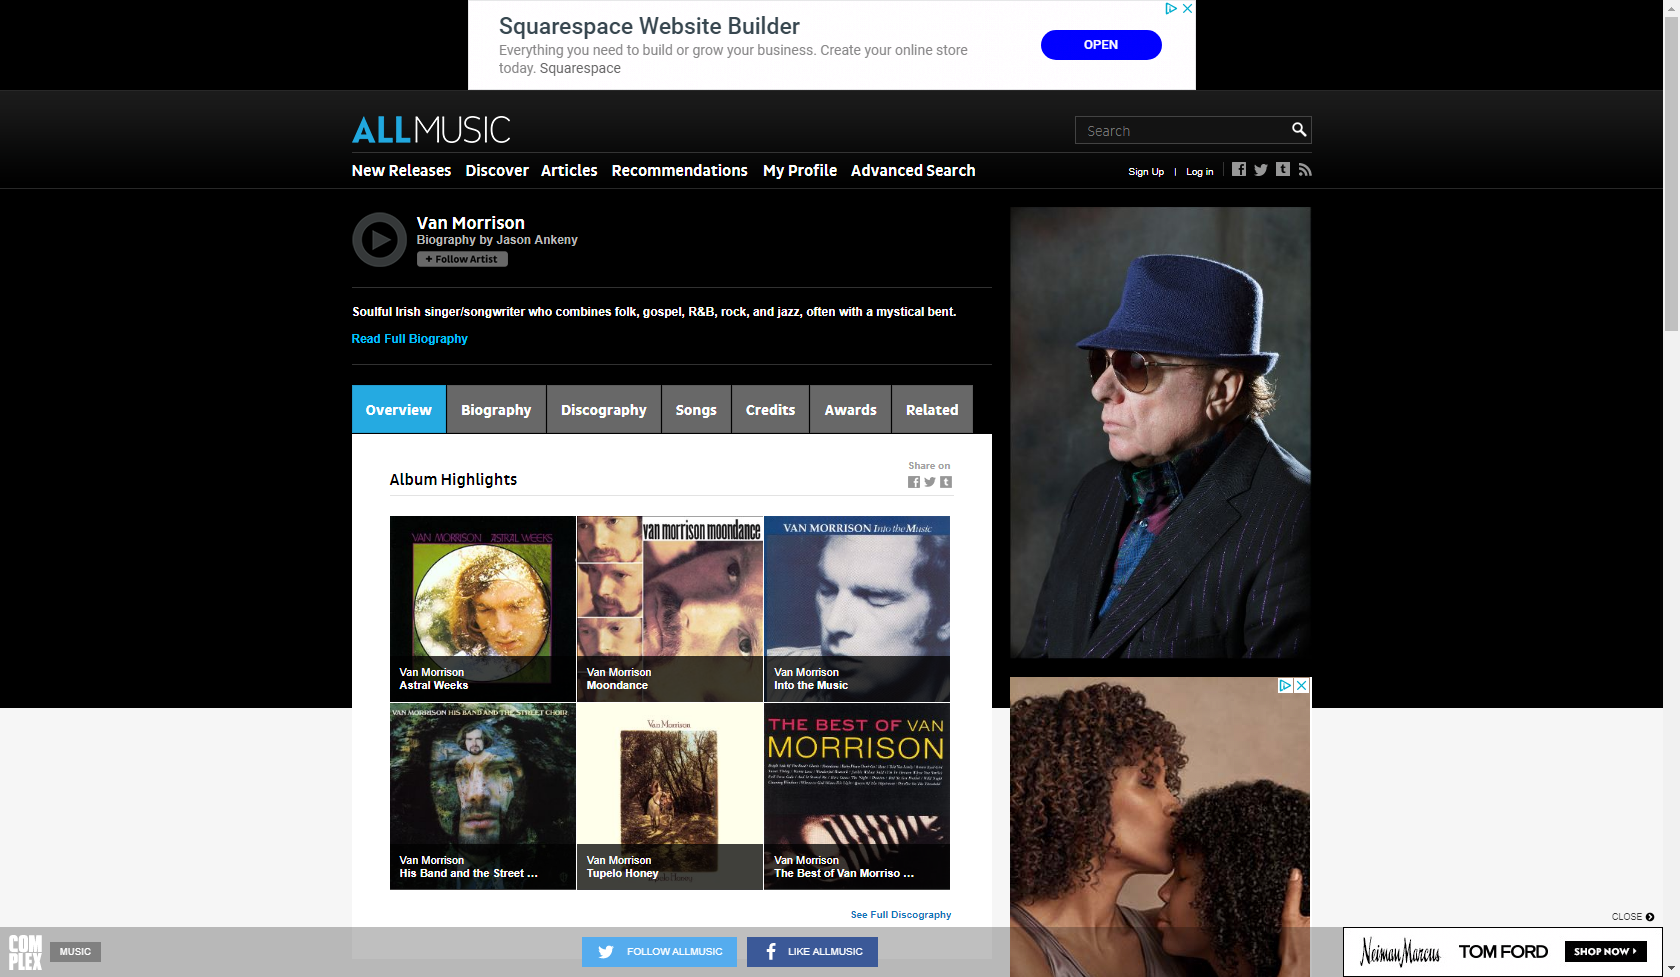 Squarespace Website Builder
Everything you need to build or grow your business. Create your online store
today. Squarespace
OPEN
ALLMUSIC
Search
New Releases Discover Articles Recommendations My Profile Advanced Search
Sign Up | Log in
Van Morrison
Biography by Jason Ankeny
+ Follow Artist
Soulful Irish singer/songwriter who combines folk, gospel, R&B, rock, and jazz, often with a mystical bent.
Read Full Biography
Overview Biography Discography Songs Credits Awards Related
Share on
Album Highlights
VAN MORRISON ASTRAL WEEKS
Van Morrison
Astral Weeks
van morrison moondance
Van Morrison
Moondance
VAN MORRISON Into the Music
Van Morrison
Into the Music
VAN MORRISON HIS BAND AND THE STREET CHOIR
Van Morrison
His Band and the Street ...
Van Morrison
Van Morrison
Tupelo Honey
Tupelo Honey
THE BEST OF VAN
MORRISON
Van Morrison
The Best of Van Morriso ...
See Full Discography
CLOSE
COM
PLEX
MUSIC
FOLLOW ALLMUSIC
LIKE ALLMUSIC
Neiman Marcus TOM FORD SHOP NOW